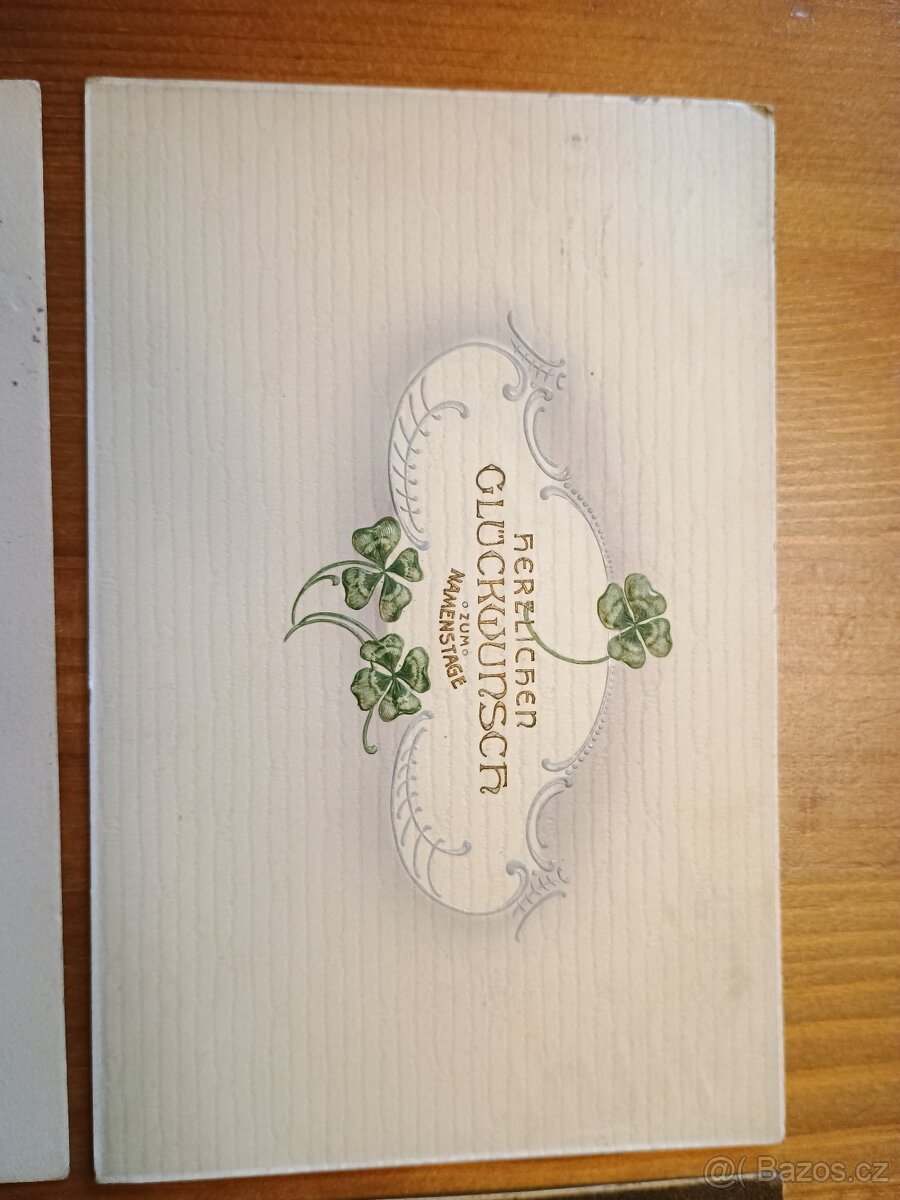 HERZLICHEN
GLÜCKWUNSCH
ZUM
NAMENSTAGE
@( Bazos.cz